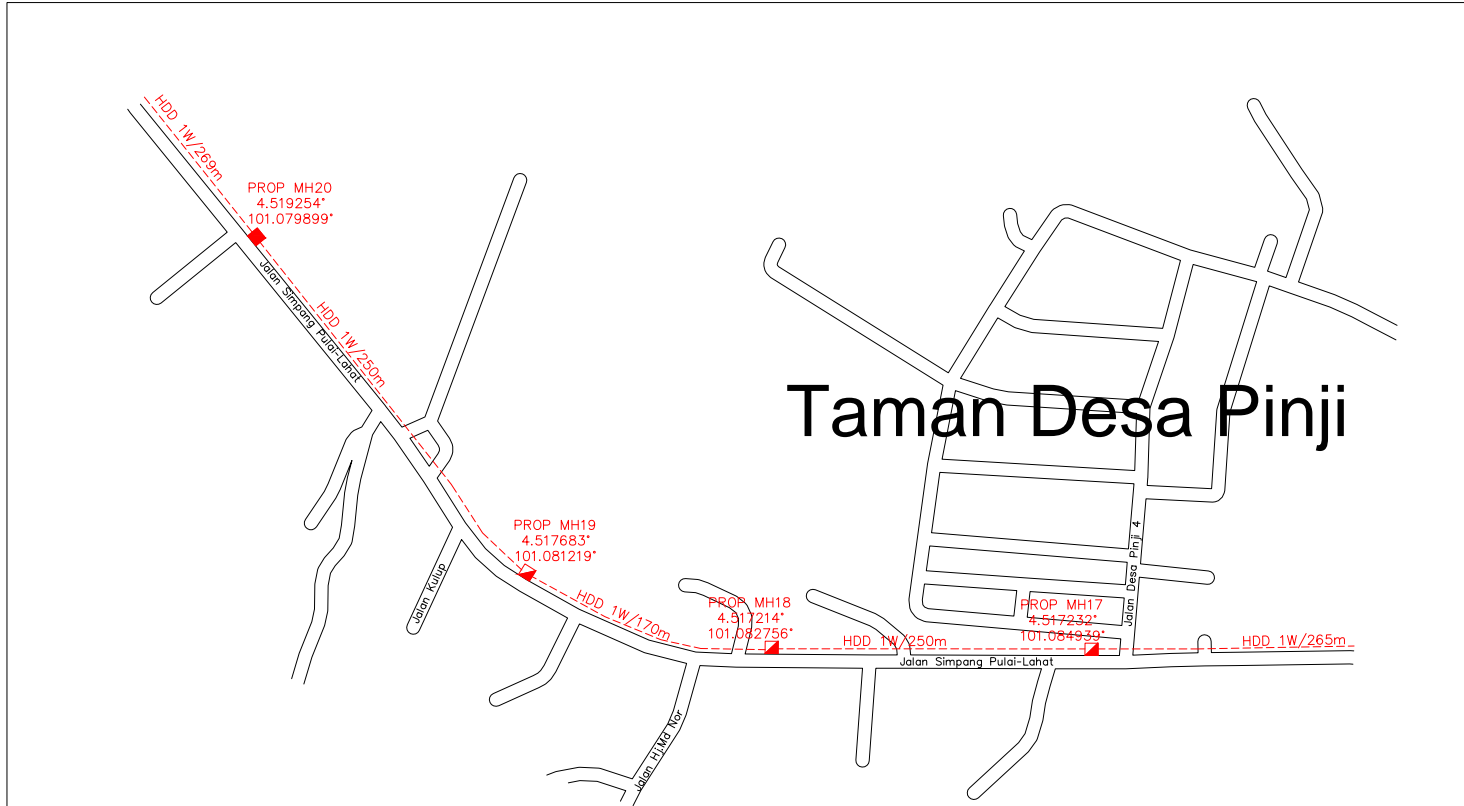 HDD 1W/269m
PROP MH20
4.519254°
101.079899°
Jalan Simpang Pulai-Lahat
HDD 1W/250m
Taman Desa Pinji
PROP MH19
4.517683°
101.081219°
Jalan Kulup
HDD 1W/170m
PROP MH18
4.517214°
101.082756°
HDD 1W/250m
Jalan Simpang Pulai-Lahat
PROP MH17
4.517232°
101.084939°
Jalan Desa Pinji 4
HDD 1W/265m
Jalan Hj.Md Nor